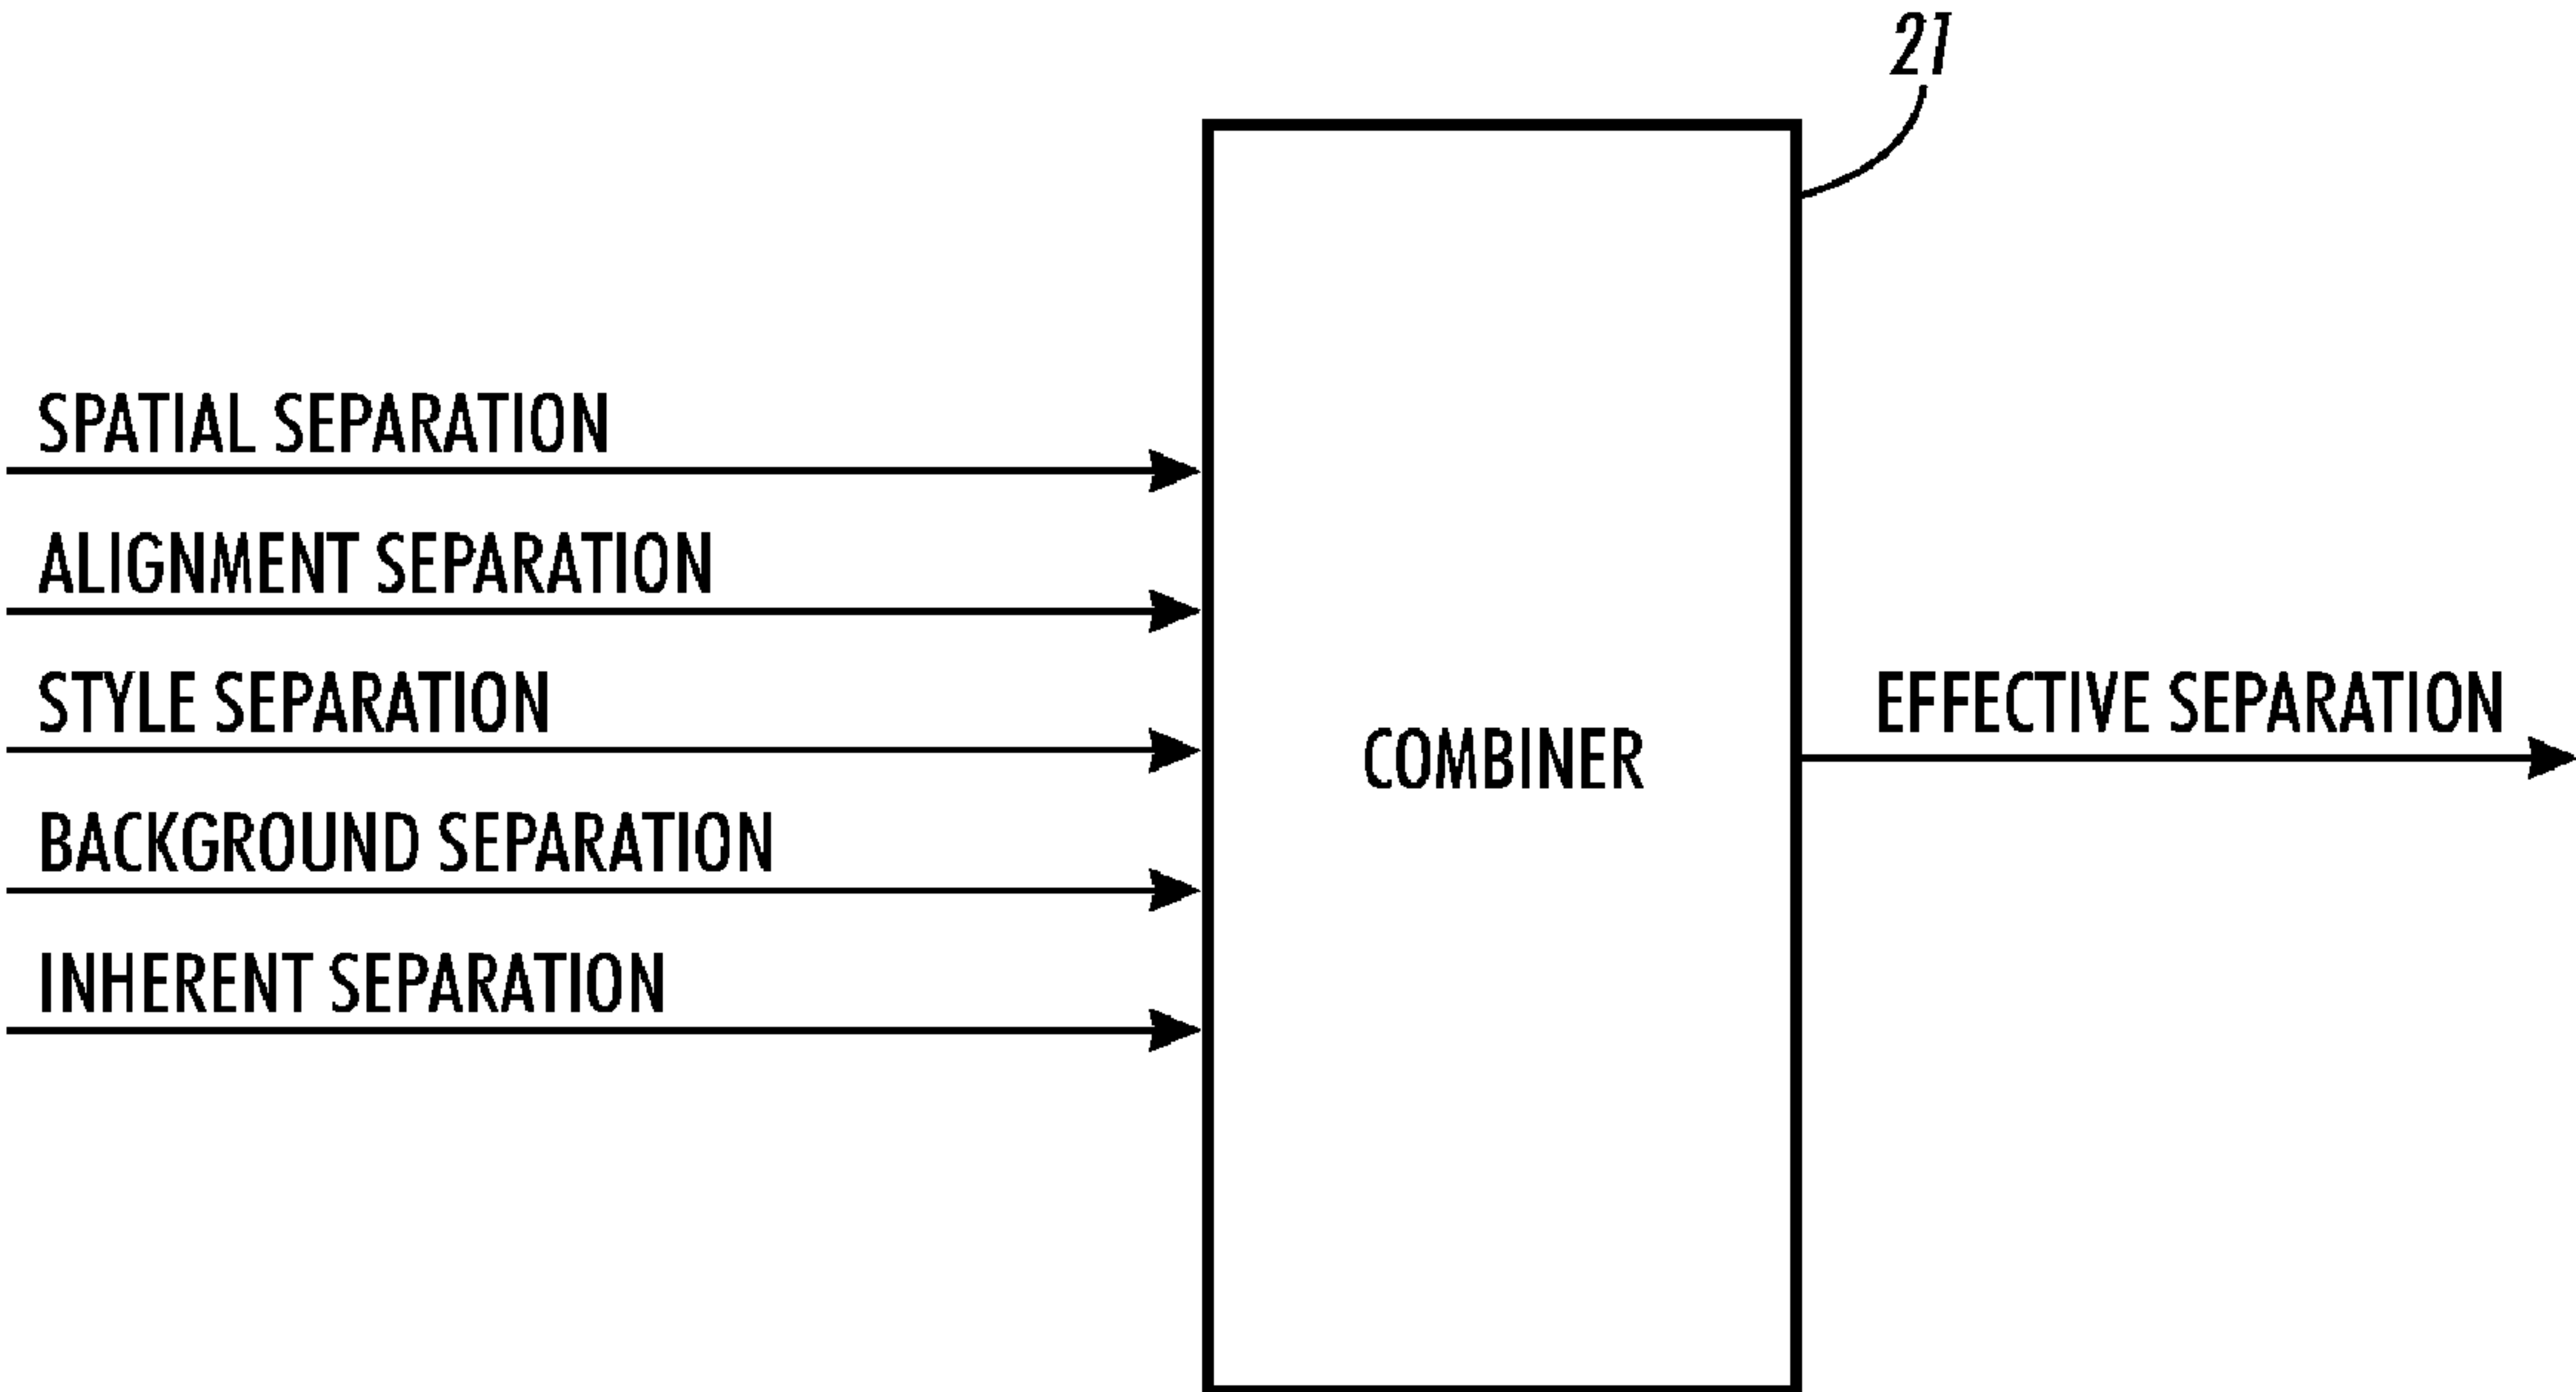 21
SPATIAL SEPARATION
ALIGNMENT SEPARATION
STYLE SEPARATION
BACKGROUND SEPARATION
INHERENT SEPARATION
COMBINER
EFFECTIVE SEPARATION